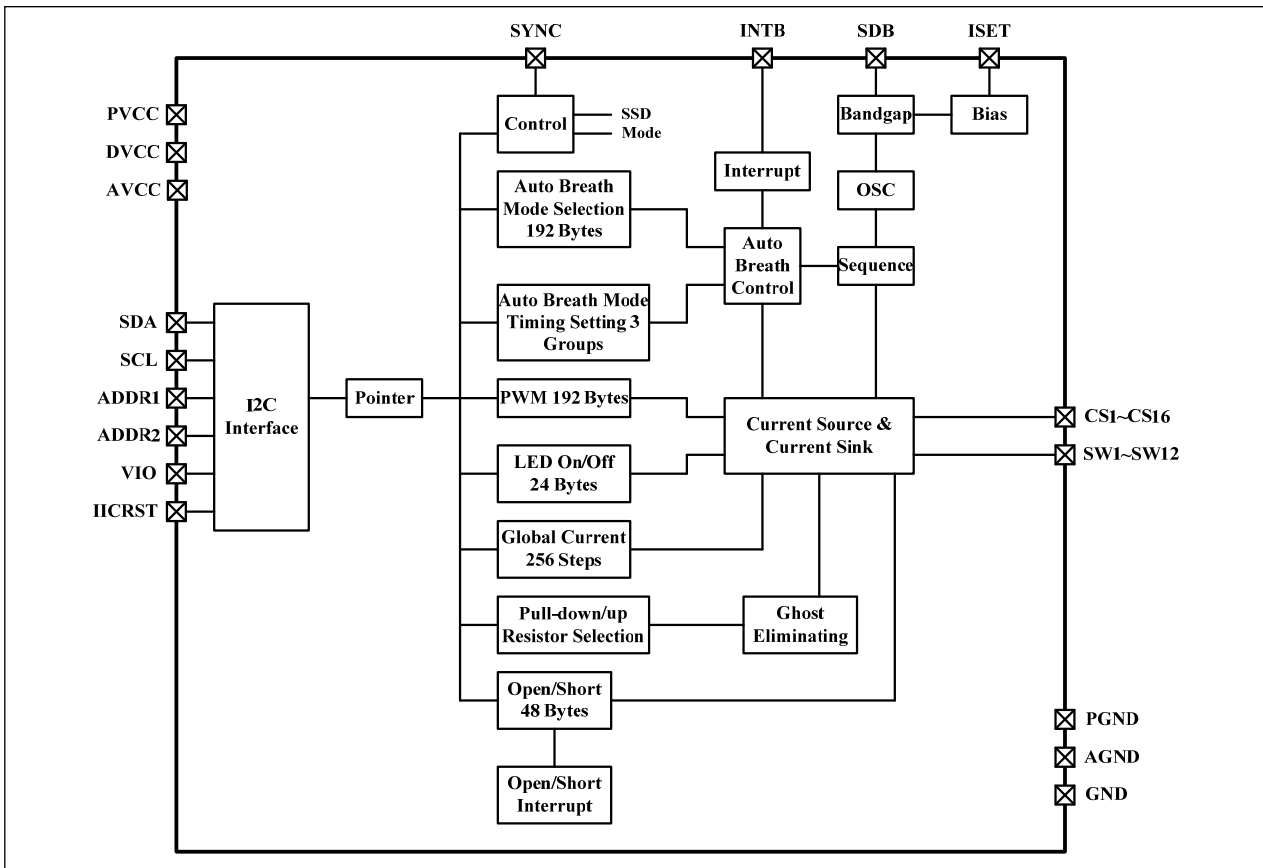 SYNC
INTB
SDB
ISET
PVCC
DVCC
AVCC
SDA
SCL
ADDR1
ADDR2
VIO
IICRST
I2C
Interface
Pointer
Control
SSD
Mode
Auto Breath
Mode Selection
192 Bytes
Auto Breath Mode
Timing Setting 3
Groups
PWM 192 Bytes
LED On/Off
24 Bytes
Global Current
256 Steps
Pull-down/up
Resistor Selection
Open/Short
48 Bytes
Open/Short
Interrupt
Interrupt
Auto
Breath
Control
Bandgap
Bias
OSC
Sequence
Current Source &
Current Sink
Ghost
Eliminating
CS1~CS16
SW1~SW12
PGND
AGND
GND